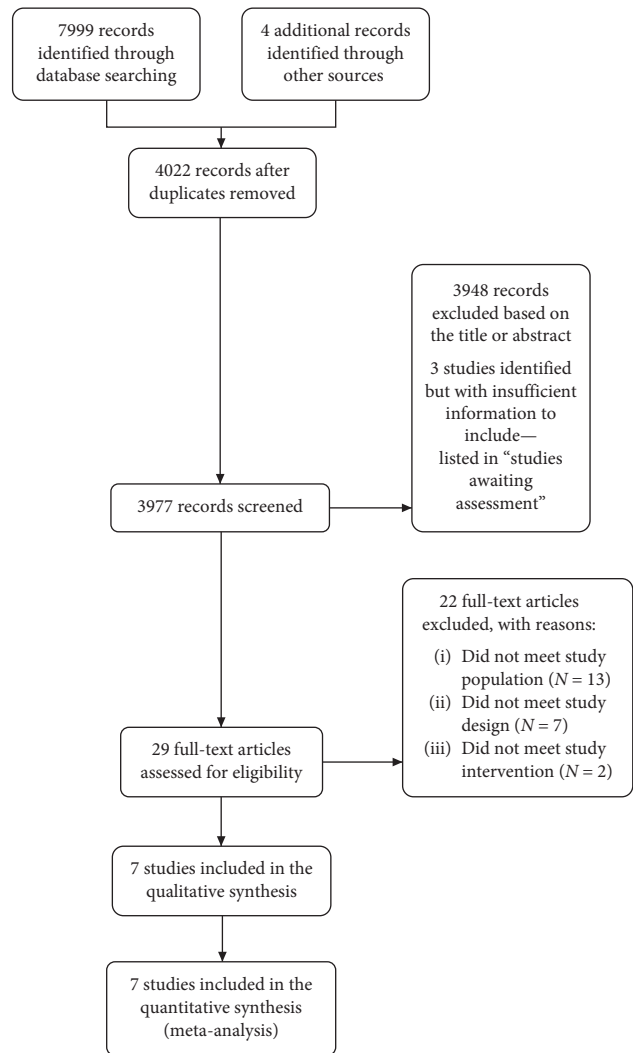 7999 records
identified through
database searching
4 additional records
identified through
other sources
4022 records after
duplicates removed
3948 records
excluded based on
the title or abstract
3 studies identified
but with insufficient
information to
include—
listed in “studies
awaiting
assessment”
3977 records screened
22 full-text articles
excluded, with reasons:
(i) Did not meet study
population (N = 13)
(ii) Did not meet study
design (N = 7)
(iii) Did not meet study
intervention (N = 2)
29 full-text articles
assessed for eligibility
7 studies included in the
qualitative synthesis
7 studies included in the
quantitative synthesis
(meta-analysis)